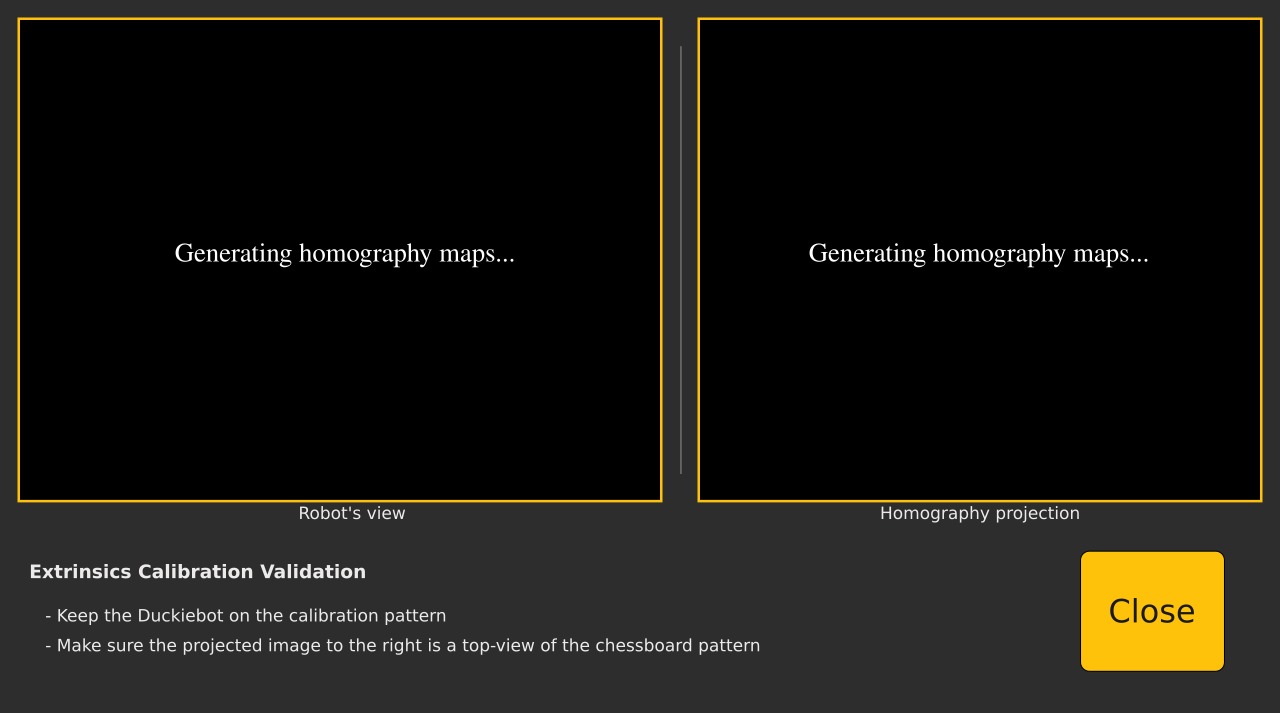 Generating homography maps...
Generating homography maps...
Robot's view
Homography projection
Extrinsics Calibration Validation
- Keep the Duckiebot on the calibration pattern
- Make sure the projected image to the right is a top-view of the chessboard pattern
Close